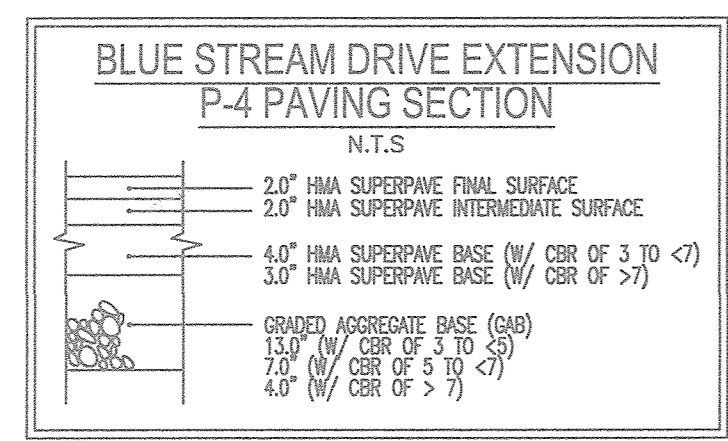 BLUE STREAM DRIVE EXTENSION
P-4 PAVING SECTION
N.T.S
2.0" HMA SUPERPAVE FINAL SURFACE
2.0" HMA SUPERPAVE INTERMEDIATE SURFACE
4.0" HMA SUPERPAVE BASE (W/ CBR OF 3 TO <7)
3.0" HMA SUPERPAVE BASE (W/ CBR OF >7)
GRADED AGGREGATE BASE (GAB)
13.0" (W/ CBR OF 3 TO <5)
7.0" (W/ CBR OF 5 TO <7)
4.0" (W/ CBR OF > 7)